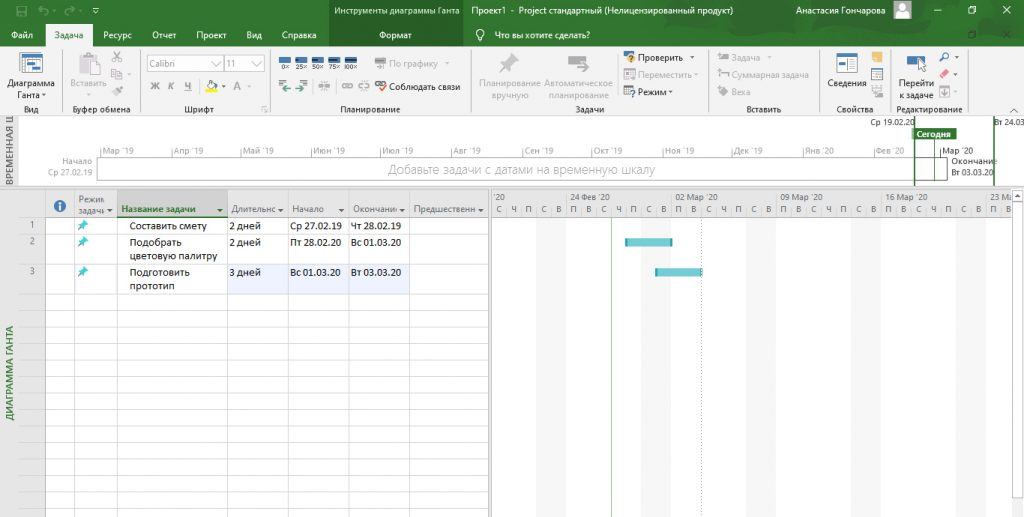 Инструменты диаграммы Ганта
Проект1 - Project стандартный (Нелицензированный продукт)
Анастасия Гончарова
Файл Задача Ресурс Отчет Проект Вид Справка Формат Что вы хотите сделать?
Диаграмма Ганта
Вид
Вставить
Буфер обмена
Calibri 11
Ж К Ч А
Шрифт
0× 25× 50× 75× 100×
По графику
Соблюдать связи
Планирование
Планирование вручную
Автоматическое планирование
Проверить
Переместить
Режим
Задачи
Задача
Суммарная задача
Веха
Вставить
Сведения
Свойства
Перейти к задаче
Редактирование
ВРЕМЕННАЯ Ш
Ср 19.02.20 Вт 24.03
Сегодня
Мар '19 Апр '19 Май '19 Июн '19 Июл '19 Авг '19 Сен '19 Окт '19 Ноя '19 Дек '19 Янв '20 Фев '20 Мар '20
Начало
Ср 27.02.19
Добавьте задачи с датами на временную шкалу
Окончание
Вт 03.03.20
ДИАГРАММА ГАНТА
Режим задачи Название задачи Длительнс Начало Окончани Предшественн
'20 24 Фев '20 02 Мар '20 09 Мар '20 16 Мар '20 23 Ма
С Ч П С В П В С Ч П С В П В С Ч П С В П В С Ч П С В П В С Ч П С В П В
1 Составить смету 2 дней Ср 27.02.19 Чт 28.02.19
2 Подобрать 2 дней Пт 28.02.20 Вс 01.03.20
цветовую палитру
3 Подготовить 3 дней Вс 01.03.20 Вт 03.03.20
прототип